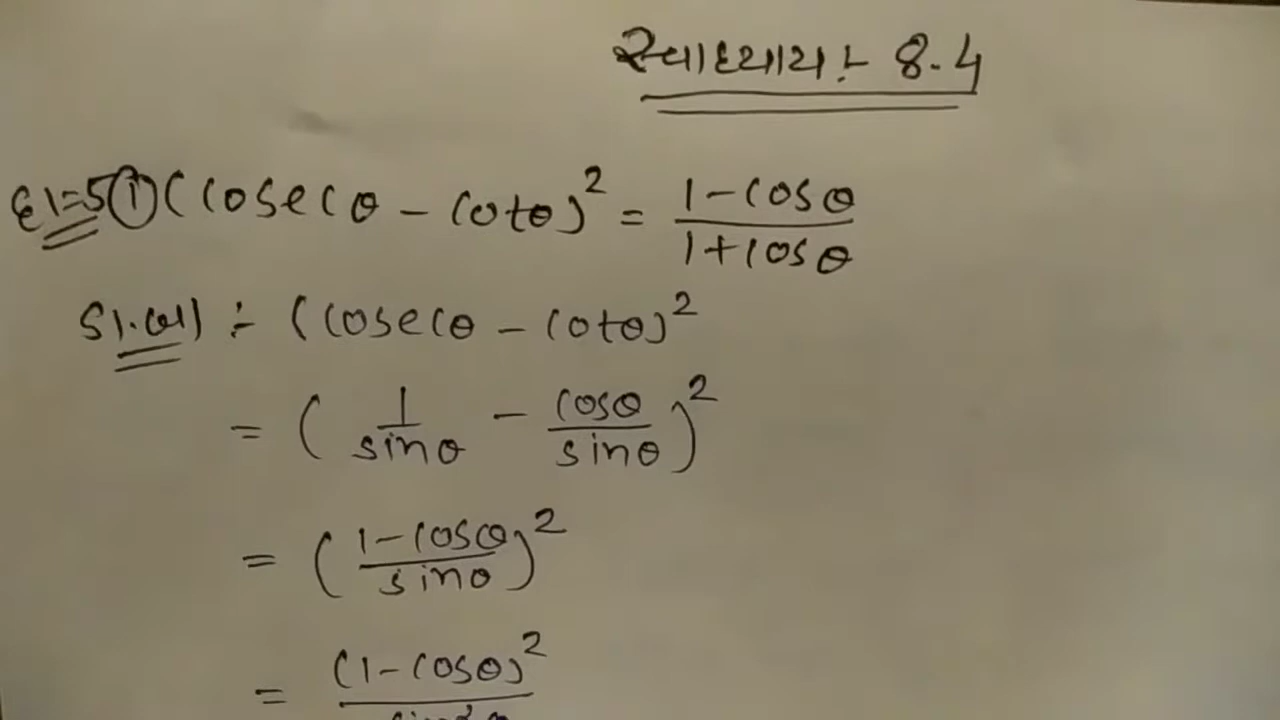 સ્વાધ્યાય :- 8.4
દા=5 ① (cosecθ - cotθ)² = (1-cosθ)/(1+cosθ)
ડા.બા :- (cosecθ - cotθ)²
= (1/sinθ - cosθ/sinθ)²
= ((1-cosθ)/sinθ)²
= (1-cosθ)²